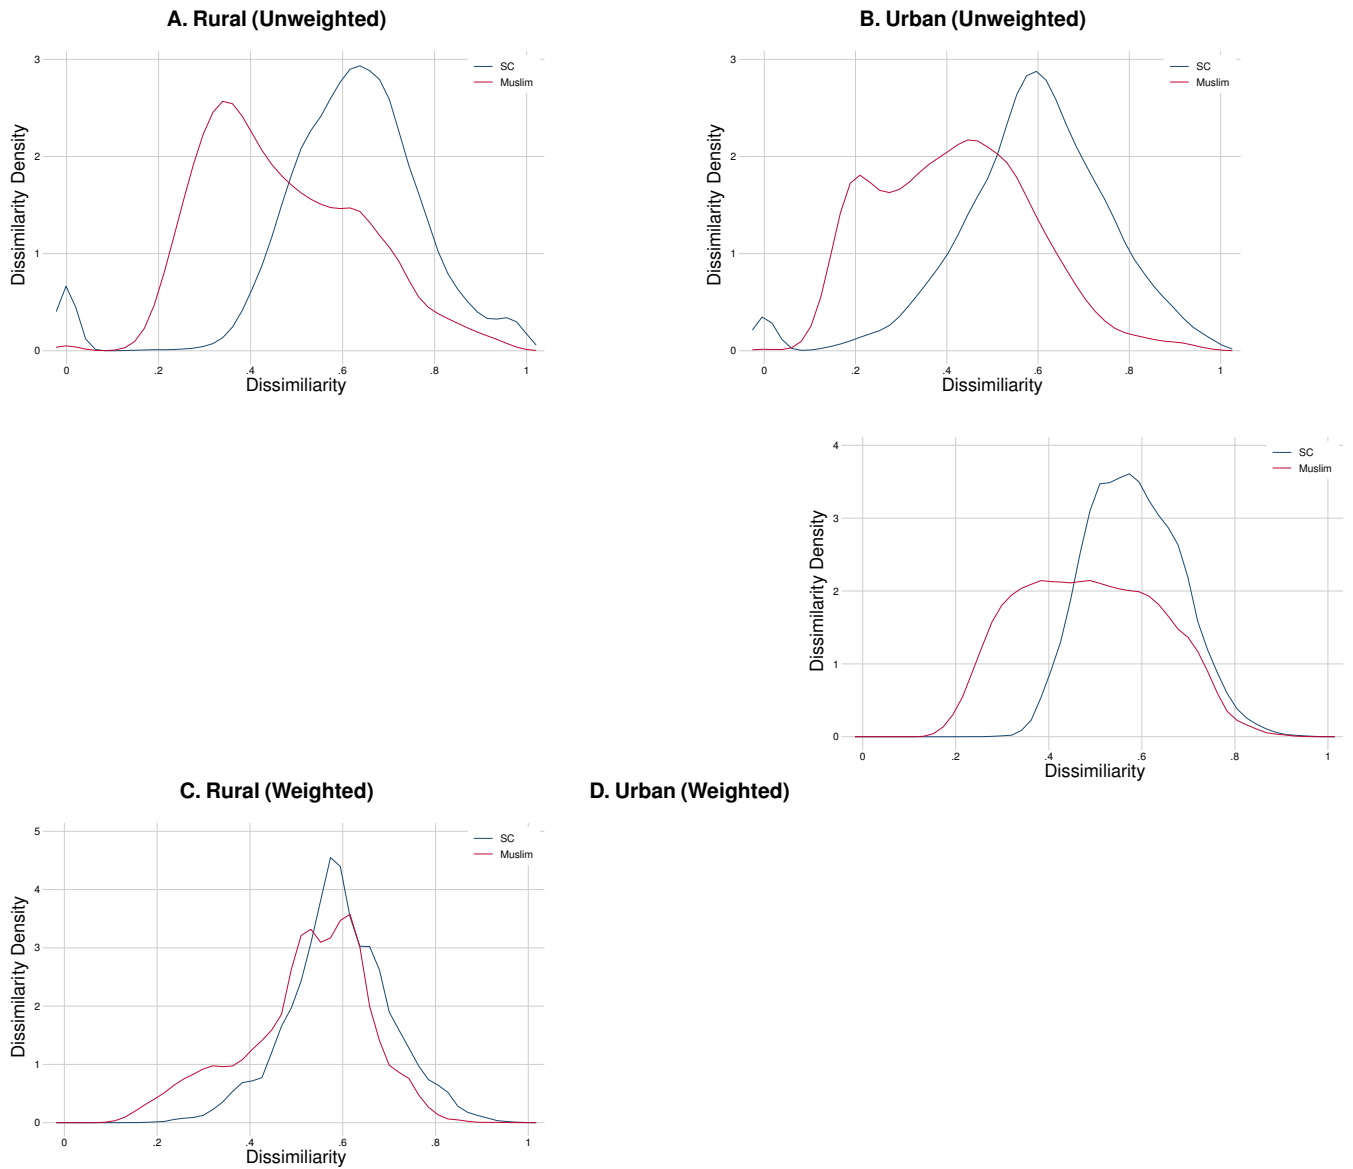 A. Rural (Unweighted)
Dissimilarity Density
3
2
1
0
0 .2 .4 .6 .8 1
Dissimiliarity
SC
Muslim
B. Urban (Unweighted)
Dissimilarity Density
3
2
1
0
0 .2 .4 .6 .8 1
Dissimiliarity
SC
Muslim
Dissimilarity Density
4
3
2
1
0
0 .2 .4 .6 .8 1
Dissimiliarity
SC
Muslim
C. Rural (Weighted)
D. Urban (Weighted)
Dissimilarity Density
5
4
3
2
1
0
0 .2 .4 .6 .8 1
Dissimiliarity
SC
Muslim